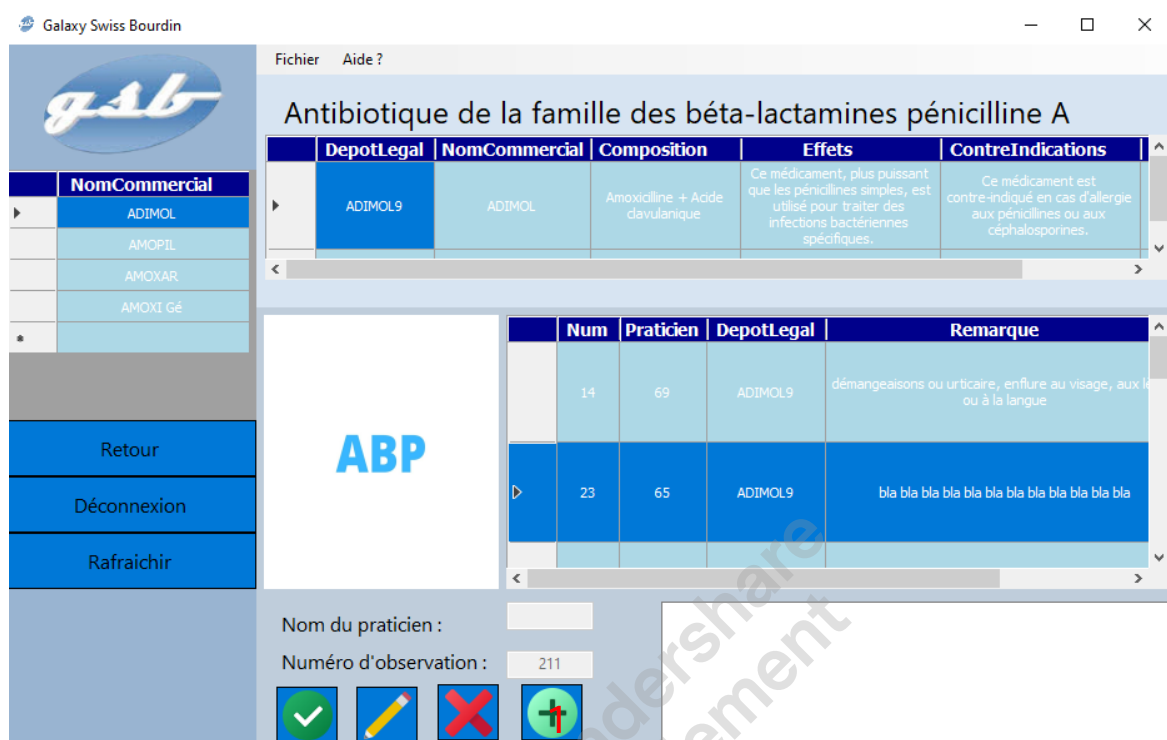 Galaxy Swiss Bourdin
Fichier Aide ?
gsb
Antibiotique de la famille des béta-lactamines pénicilline A
DepotLegal NomCommercial Composition Effets ContreIndications
ADIMOL9 ADIMOL Amoxicilline + Acide clavulanique
Ce médicament, plus puissant
que les pénicillines simples, est
utilisé pour traiter des
infections bactériennes
spécifiques.
Ce médicament est
contre-indiqué en cas d'allergie
aux pénicillines ou aux
céphalosporines.
NomCommercial
ADIMOL
AMOPIL
AMOXAR
AMOXI Gé
Retour
Déconnexion
Rafraichir
ABP
Num Praticien DepotLegal Remarque
14 69 ADIMOL9 démangeaisons ou urticaire, enflure au visage, aux
ou à la langue
23 65 ADIMOL9 bla bla bla bla bla bla bla bla bla bla bla bla
Nom du praticien :
Numéro d'observation : 211
1